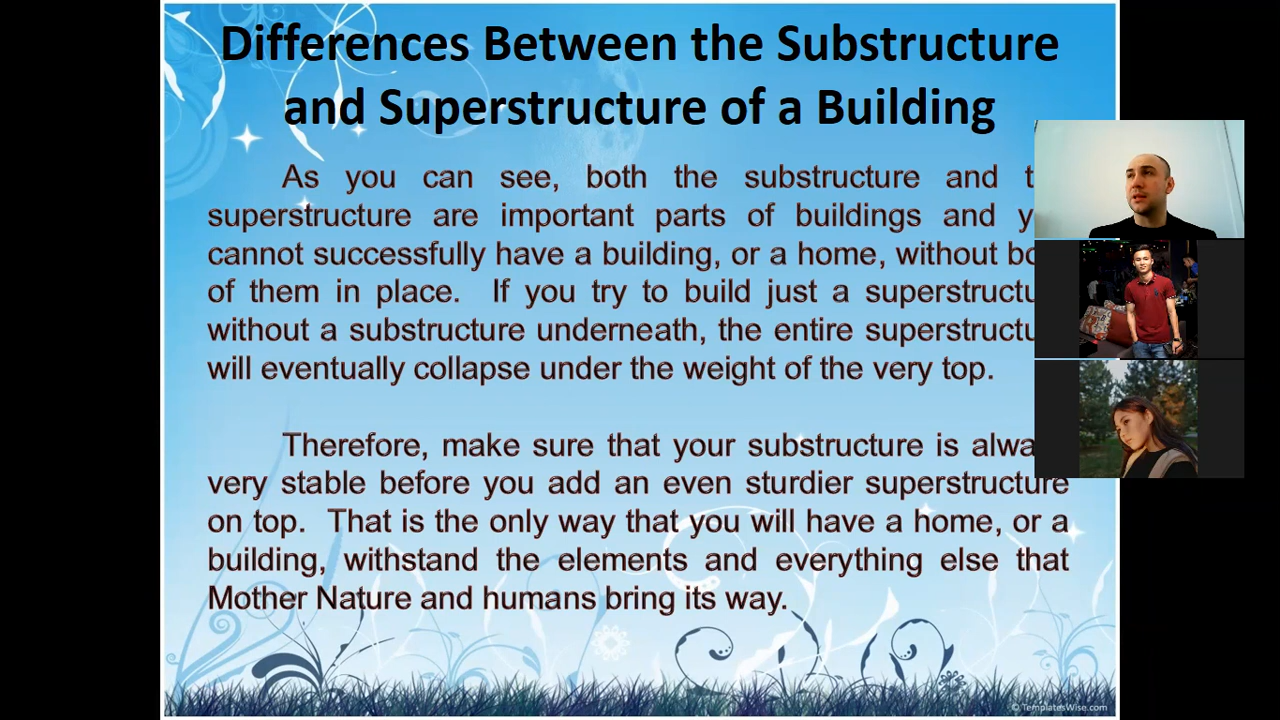 Differences Between the Substructure
and Superstructure of a Building
As you can see, both the substructure and
superstructure are important parts of buildings and
cannot successfully have a building, or a home, without
of them in place. If you try to build just a
without a substructure underneath, the entire
will eventually collapse under the weight of the very top.
Therefore, make sure that your substructure is
very stable before you add an even sturdier superstructure
on top. That is the only way that you will have a home, or a
building, withstand the elements and everything else that
Mother Nature and humans bring its way.
© TemplatesWise.com